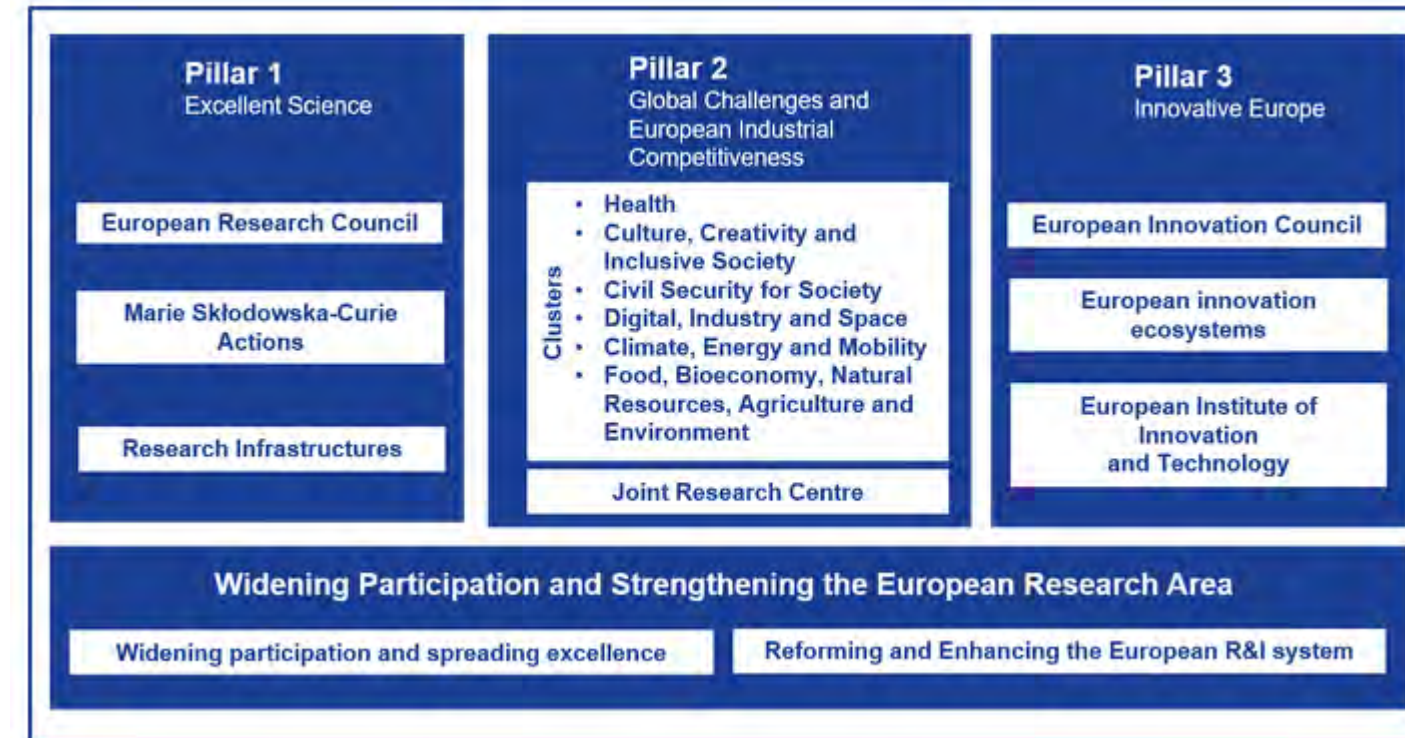 Pillar 1
Excellent Science
European Research Council
Marie Skłodowska-Curie
Actions
Research Infrastructures
Pillar 2
Global Challenges and
European Industrial
Competitiveness
Clusters
• Health
• Culture, Creativity and
Inclusive Society
• Civil Security for Society
• Digital, Industry and Space
• Climate, Energy and Mobility
• Food, Bioeconomy, Natural
Resources, Agriculture and
Environment
Joint Research Centre
Pillar 3
Innovative Europe
European Innovation Council
European innovation
ecosystems
European Institute of
Innovation
and Technology
Widening Participation and Strengthening the European Research Area
Widening participation and spreading excellence
Reforming and Enhancing the European R&I system